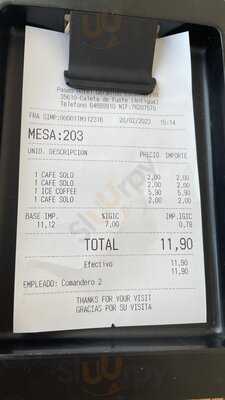 35610-Caleta de Fuste (Antigua)
FRA SIMP:
20/02/2023 15:14
MESA:203
UNID. DESCRIPCION PRECIO IMPORTE
1 CAFE SOLO 2,00 2,00
1 CAFE SOLO 2,00 2,00
1 ICE COFFEE 5,90 5,90
1 CAFE SOLO 2,00 2,00
BASE IMP. %IGIC IMP.IGIC
11,12 7,00 0,78
TOTAL 11,90
Efectivo 11,90
11,90
EMPLEADO: Comandero 2
THANKS FOR YOUR VISIT
GRACIAS POR SU VISITA